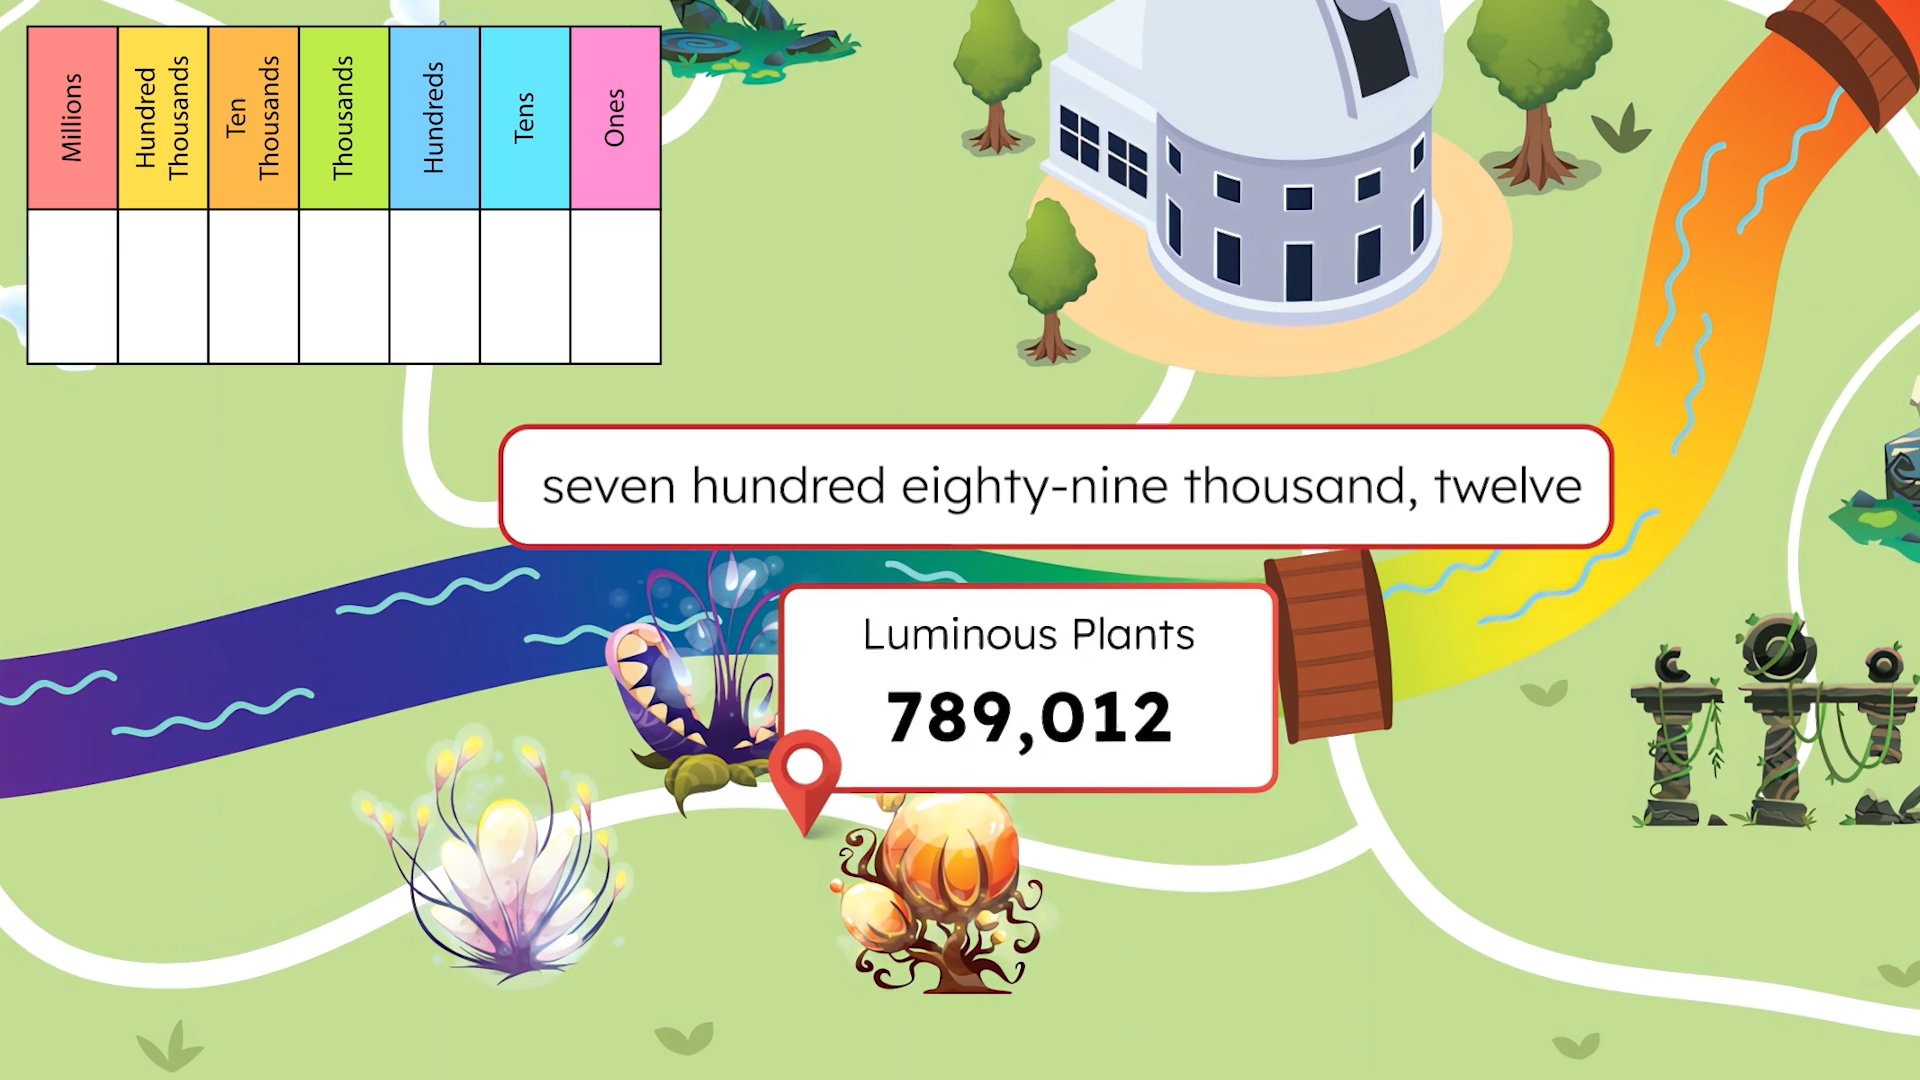 Millions
Hundred
Thousands
Ten
Thousands
Thousands
Hundreds
Tens
Ones
seven hundred eighty-nine thousand, twelve
Luminous Plants
789,012